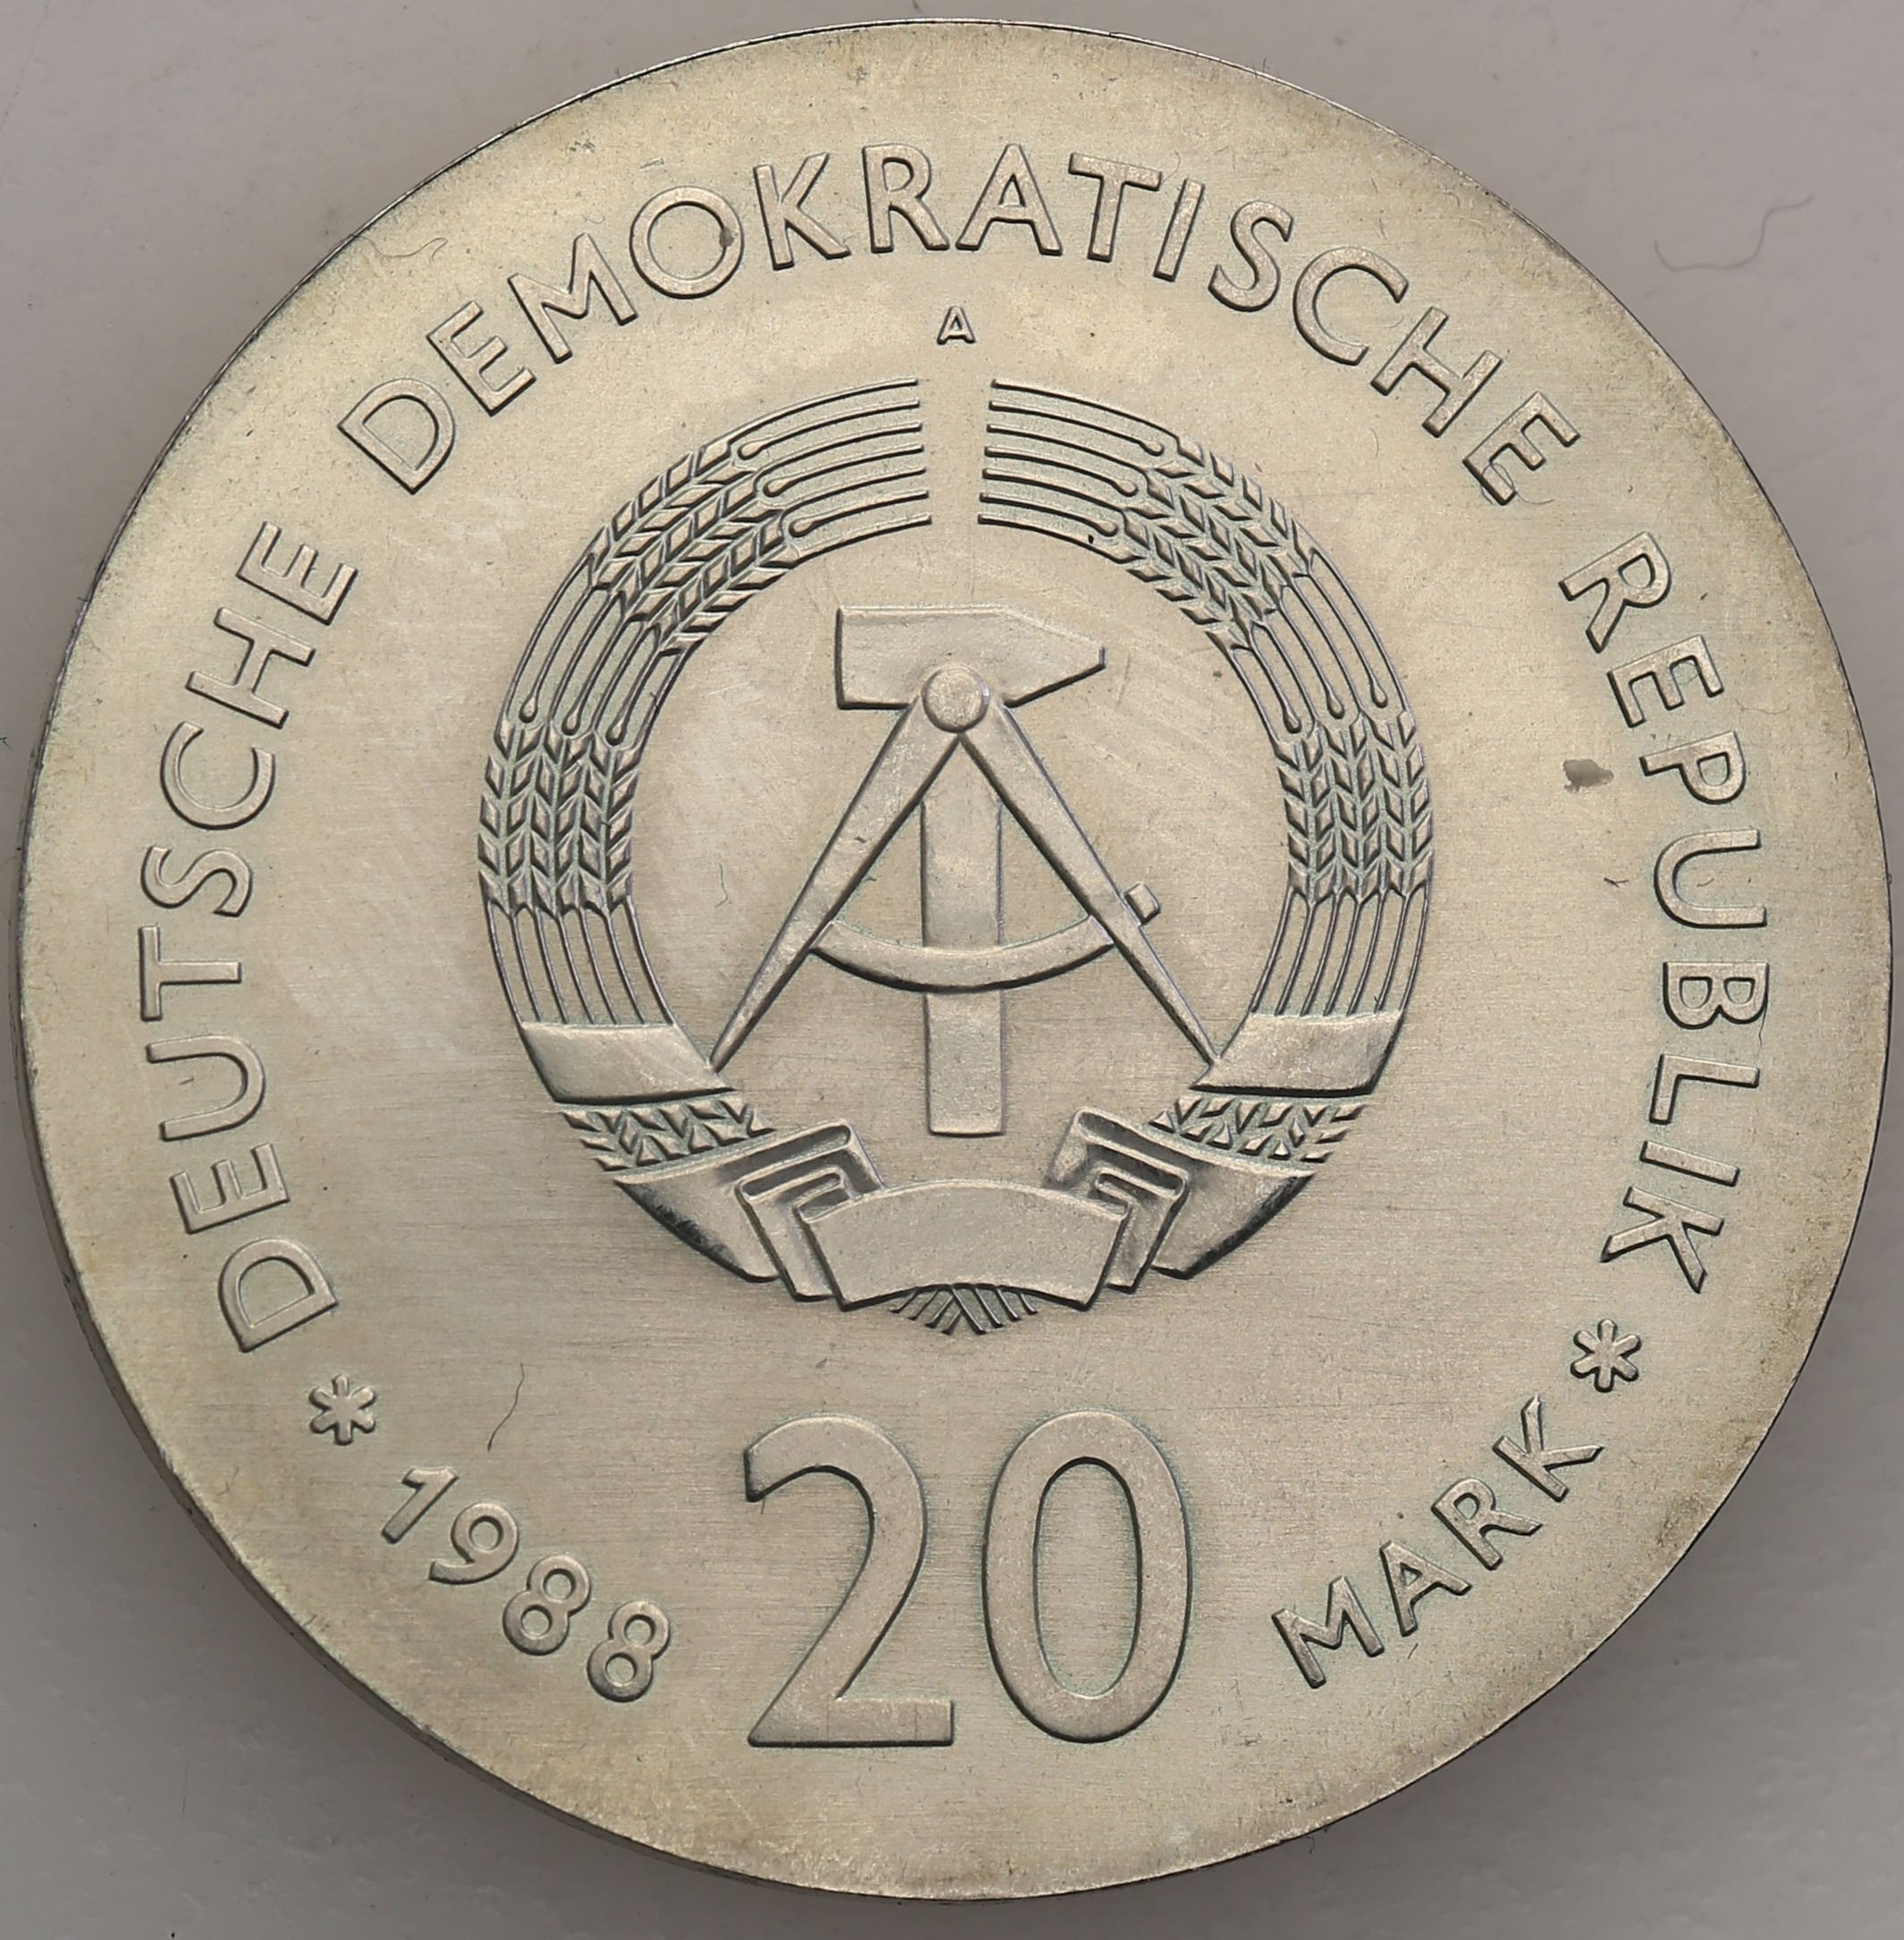 DEUTSCHE DEMOKRATISCHE REPUBLIK
A
* 1988
20
MARK *